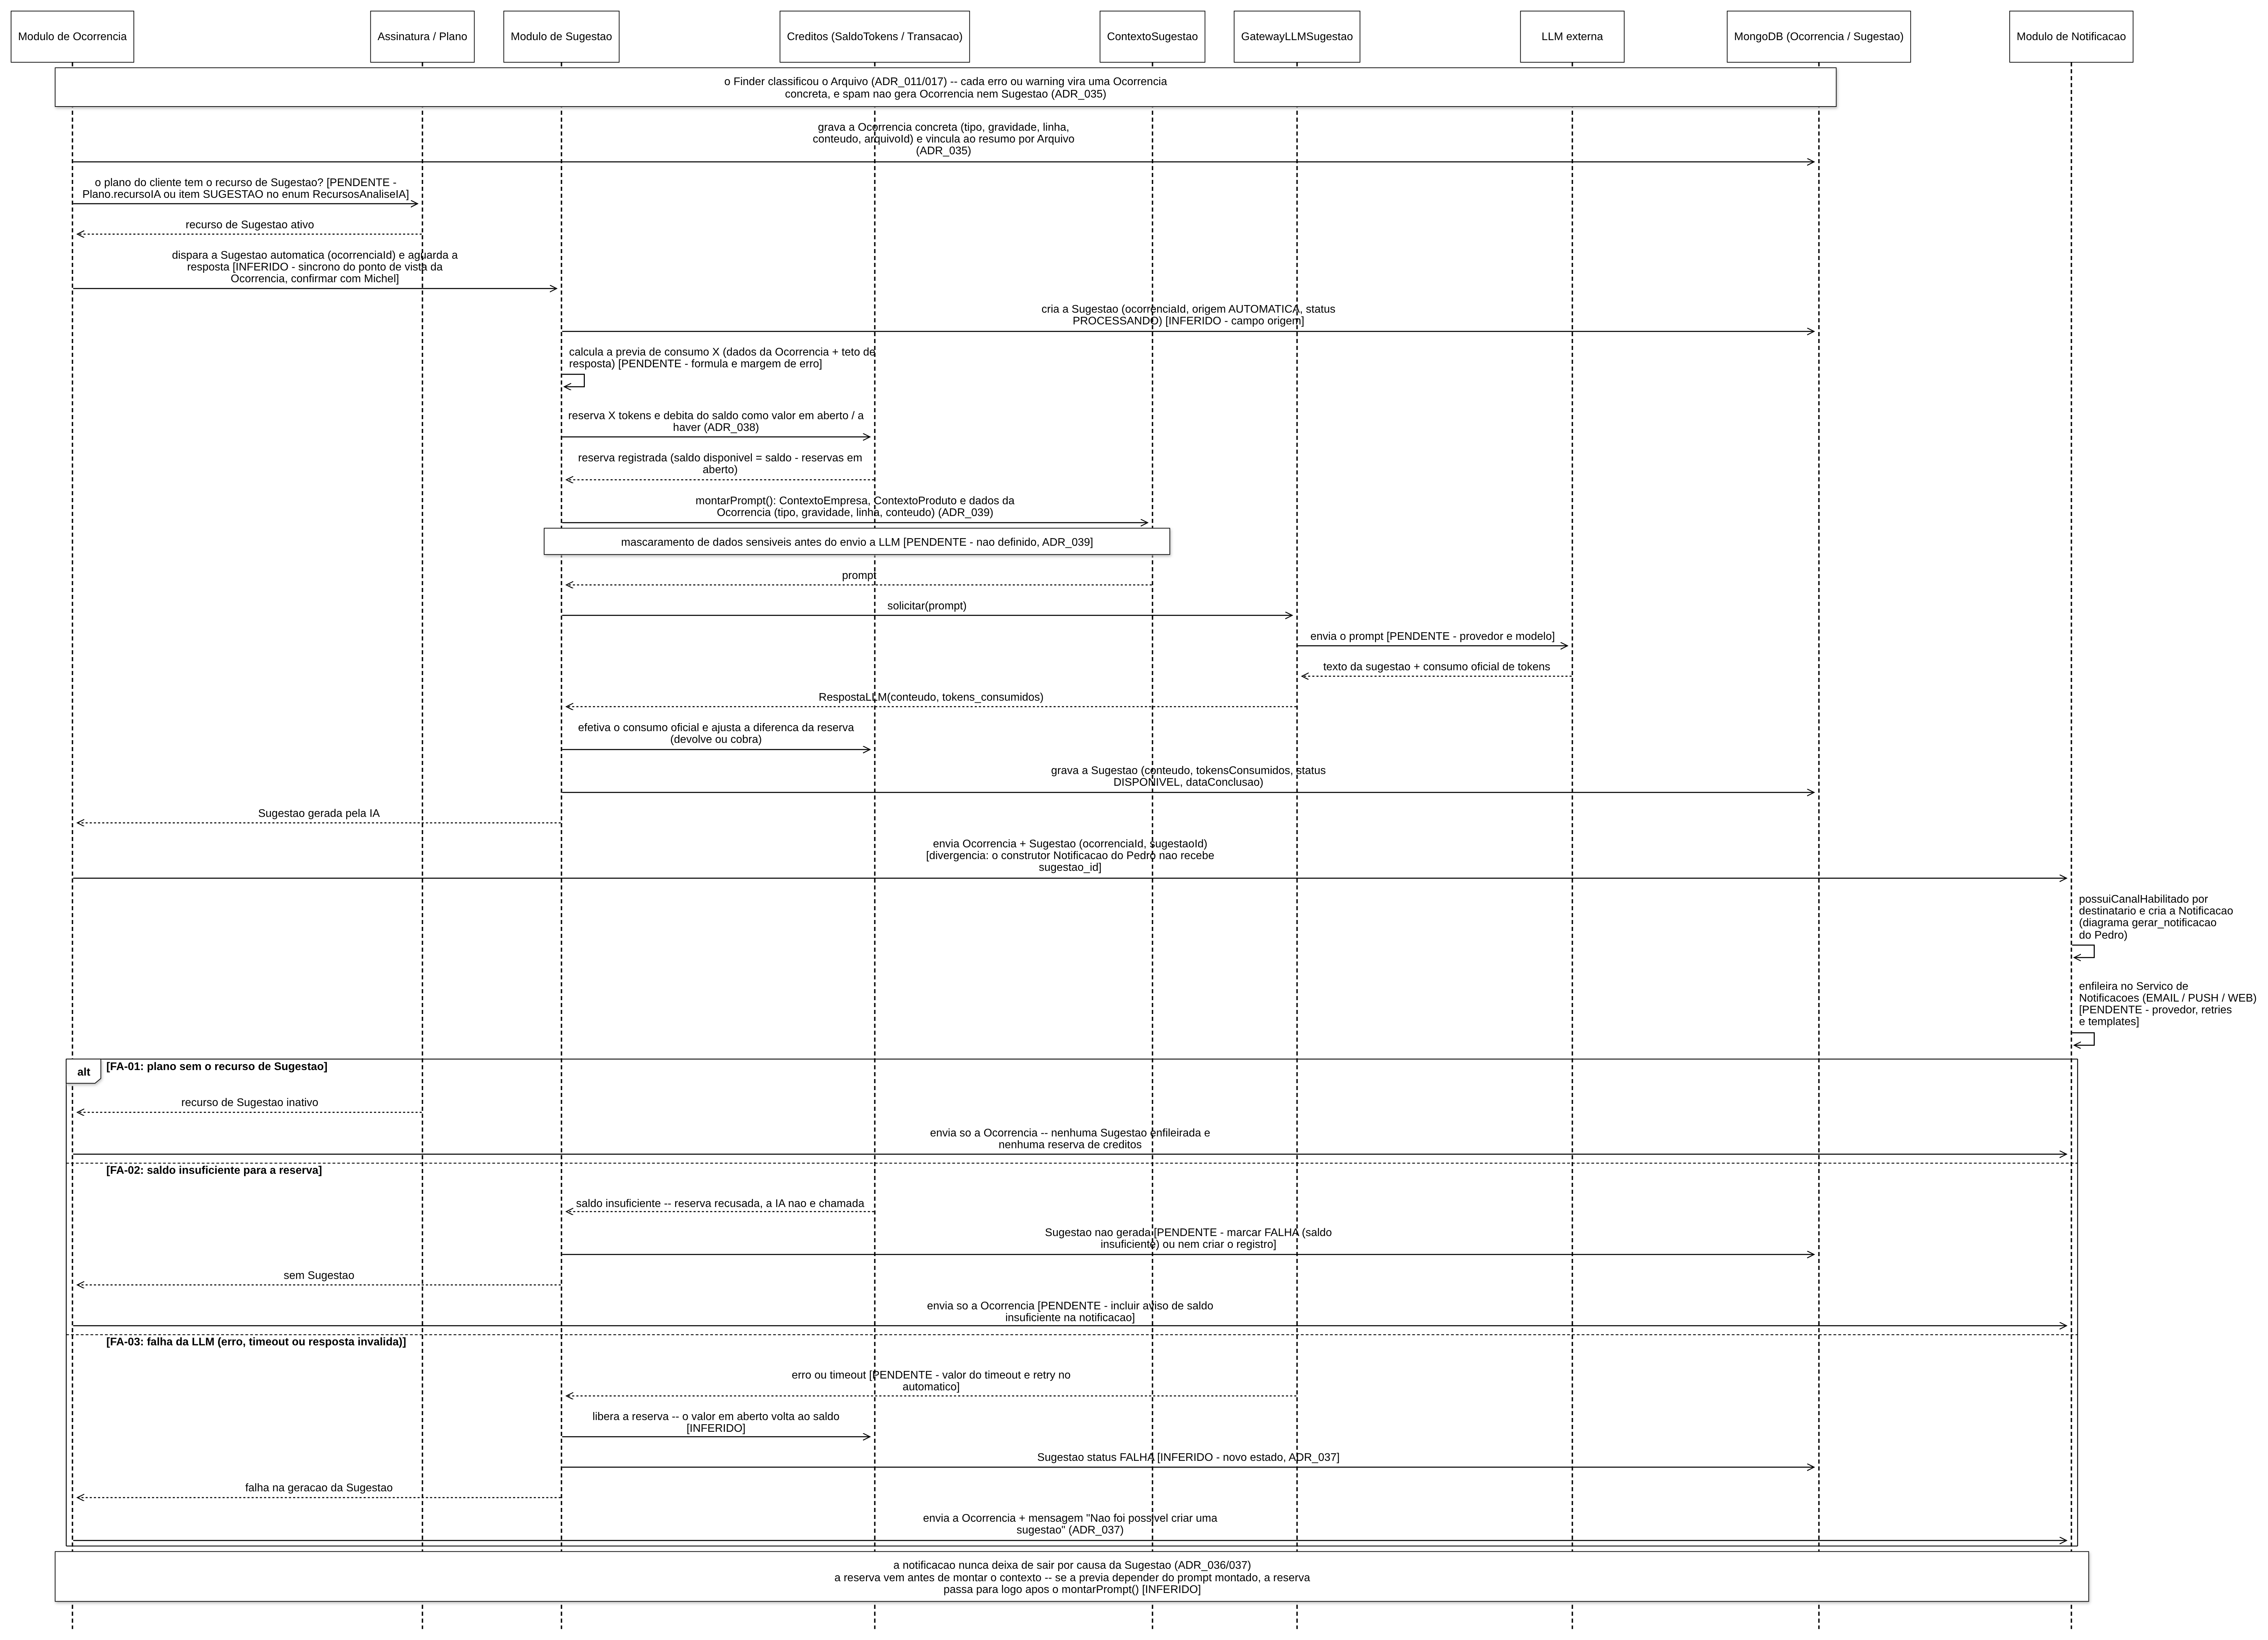 Modulo de Ocorrencia
Assinatura / Plano
Modulo de Sugestao
Creditos (SaldoTokens / Transacao)
ContextoSugestao
GatewayLLMSugestao
LLM externa
MongoDB (Ocorrencia / Sugestao)
Modulo de Notificacao
o Finder classificou o Arquivo (ADR_011/017) -- cada erro ou warning vira uma Ocorrencia
concreta, e spam nao gera Ocorrencia nem Sugestao (ADR_035)
grava a Ocorrencia concreta (tipo, gravidade, linha,
conteudo, arquivoId) e vincula ao resumo por Arquivo
(ADR_035)
o plano do cliente tem o recurso de Sugestao? [PENDENTE -
Plano.recursoIA ou item SUGESTAO no enum RecursosAnaliseIA]
recurso de Sugestao ativo
dispara a Sugestao automatica (ocorrenciaId) e aguarda a
resposta [INFERIDO - sincrono do ponto de vista da
Ocorrencia, confirmar com Michel]
cria a Sugestao (ocorrenciaId, origem AUTOMATICA, status
PROCESSANDO) [INFERIDO - campo origem]
calcula a previa de consumo X (dados da Ocorrencia + teto de
resposta) [PENDENTE - formula e margem de erro]
reserva X tokens e debita do saldo como valor em aberto / a
haver (ADR_038)
reserva registrada (saldo disponivel = saldo - reservas em
aberto)
montarPrompt(): ContextoEmpresa, ContextoProduto e dados da
Ocorrencia (tipo, gravidade, linha, conteudo) (ADR_039)
mascaramento de dados sensiveis antes do envio a LLM [PENDENTE - nao definido, ADR_039]
prompt
solicitar(prompt)
envia o prompt [PENDENTE - provedor e modelo]
texto da sugestao + consumo oficial de tokens
RespostaLLM(conteudo, tokens_consumidos)
efetiva o consumo oficial e ajusta a diferenca da reserva
(devolve ou cobra)
grava a Sugestao (conteudo, tokensConsumidos, status
DISPONIVEL, dataConclusao)
Sugestao gerada pela IA
envia Ocorrencia + Sugestao (ocorrenciaId, sugestaoId)
[divergencia: o construtor Notificacao do Pedro nao recebe
sugestao_id]
possuiCanalHabilitado por
destinatario e cria a Notificacao
(diagrama gerar_notificacao
do Pedro)
enfileira no Servico de
Notificacoes (EMAIL / PUSH / WEB)
[PENDENTE - provedor, retries
e templates]
alt
[FA-01: plano sem o recurso de Sugestao]
recurso de Sugestao inativo
envia so a Ocorrencia -- nenhuma Sugestao enfileirada e
nenhuma reserva de creditos
[FA-02: saldo insuficiente para a reserva]
saldo insuficiente -- reserva recusada, a IA nao e chamada
Sugestao nao gerada [PENDENTE - marcar FALHA (saldo
insuficiente) ou nem criar o registro]
sem Sugestao
envia so a Ocorrencia [PENDENTE - incluir aviso de saldo
insuficiente na notificacao]
[FA-03: falha da LLM (erro, timeout ou resposta invalida)]
erro ou timeout [PENDENTE - valor do timeout e retry no
automatico]
libera a reserva -- o valor em aberto volta ao saldo
[INFERIDO]
Sugestao status FALHA [INFERIDO - novo estado, ADR_037]
falha na geracao da Sugestao
envia a Ocorrencia + mensagem "Nao foi possivel criar uma
sugestao" (ADR_037)
a notificacao nunca deixa de sair por causa da Sugestao (ADR_036/037)
a reserva vem antes de montar o contexto -- se a previa depender do prompt montado, a reserva
passa para logo apos o montarPrompt() [INFERIDO]